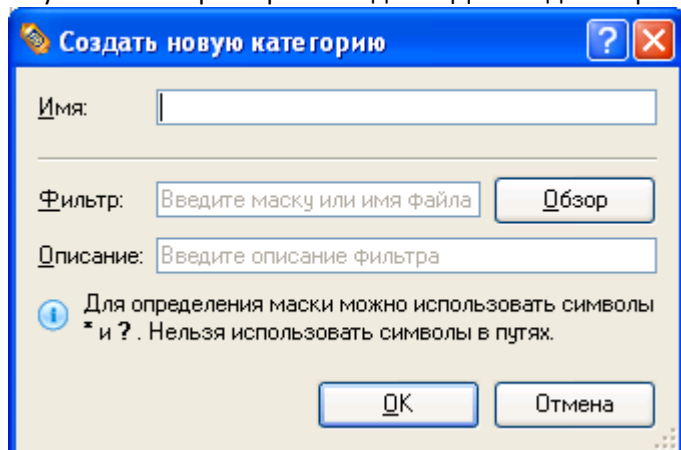 Создать новую категорию
Имя:
Фильтр: Введите маску или имя файла Обзор
Описание: Введите описание фильтра
Для определения маски можно использовать символы
* и ? . Нельзя использовать символы в путях.
OK Отмена